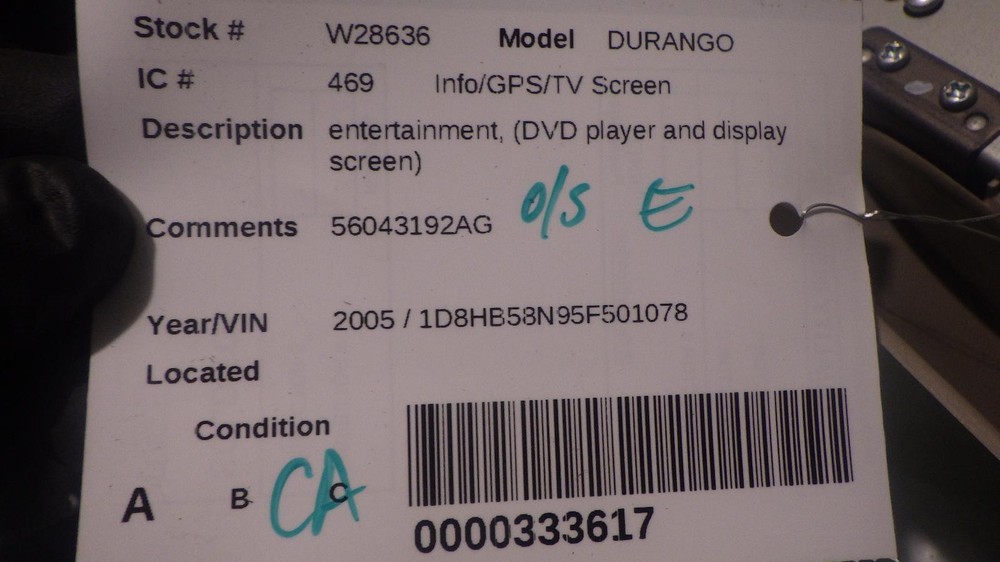 Stock # W28636 Model DURANGO
IC # 469 Info/GPS/TV Screen
Description entertainment, (DVD player and display
screen)
O/S E
Comments 56043192AG
Year/VIN 2005 / 1D8HB58N95F501078
Located
Condition
A B C CA
0000333617